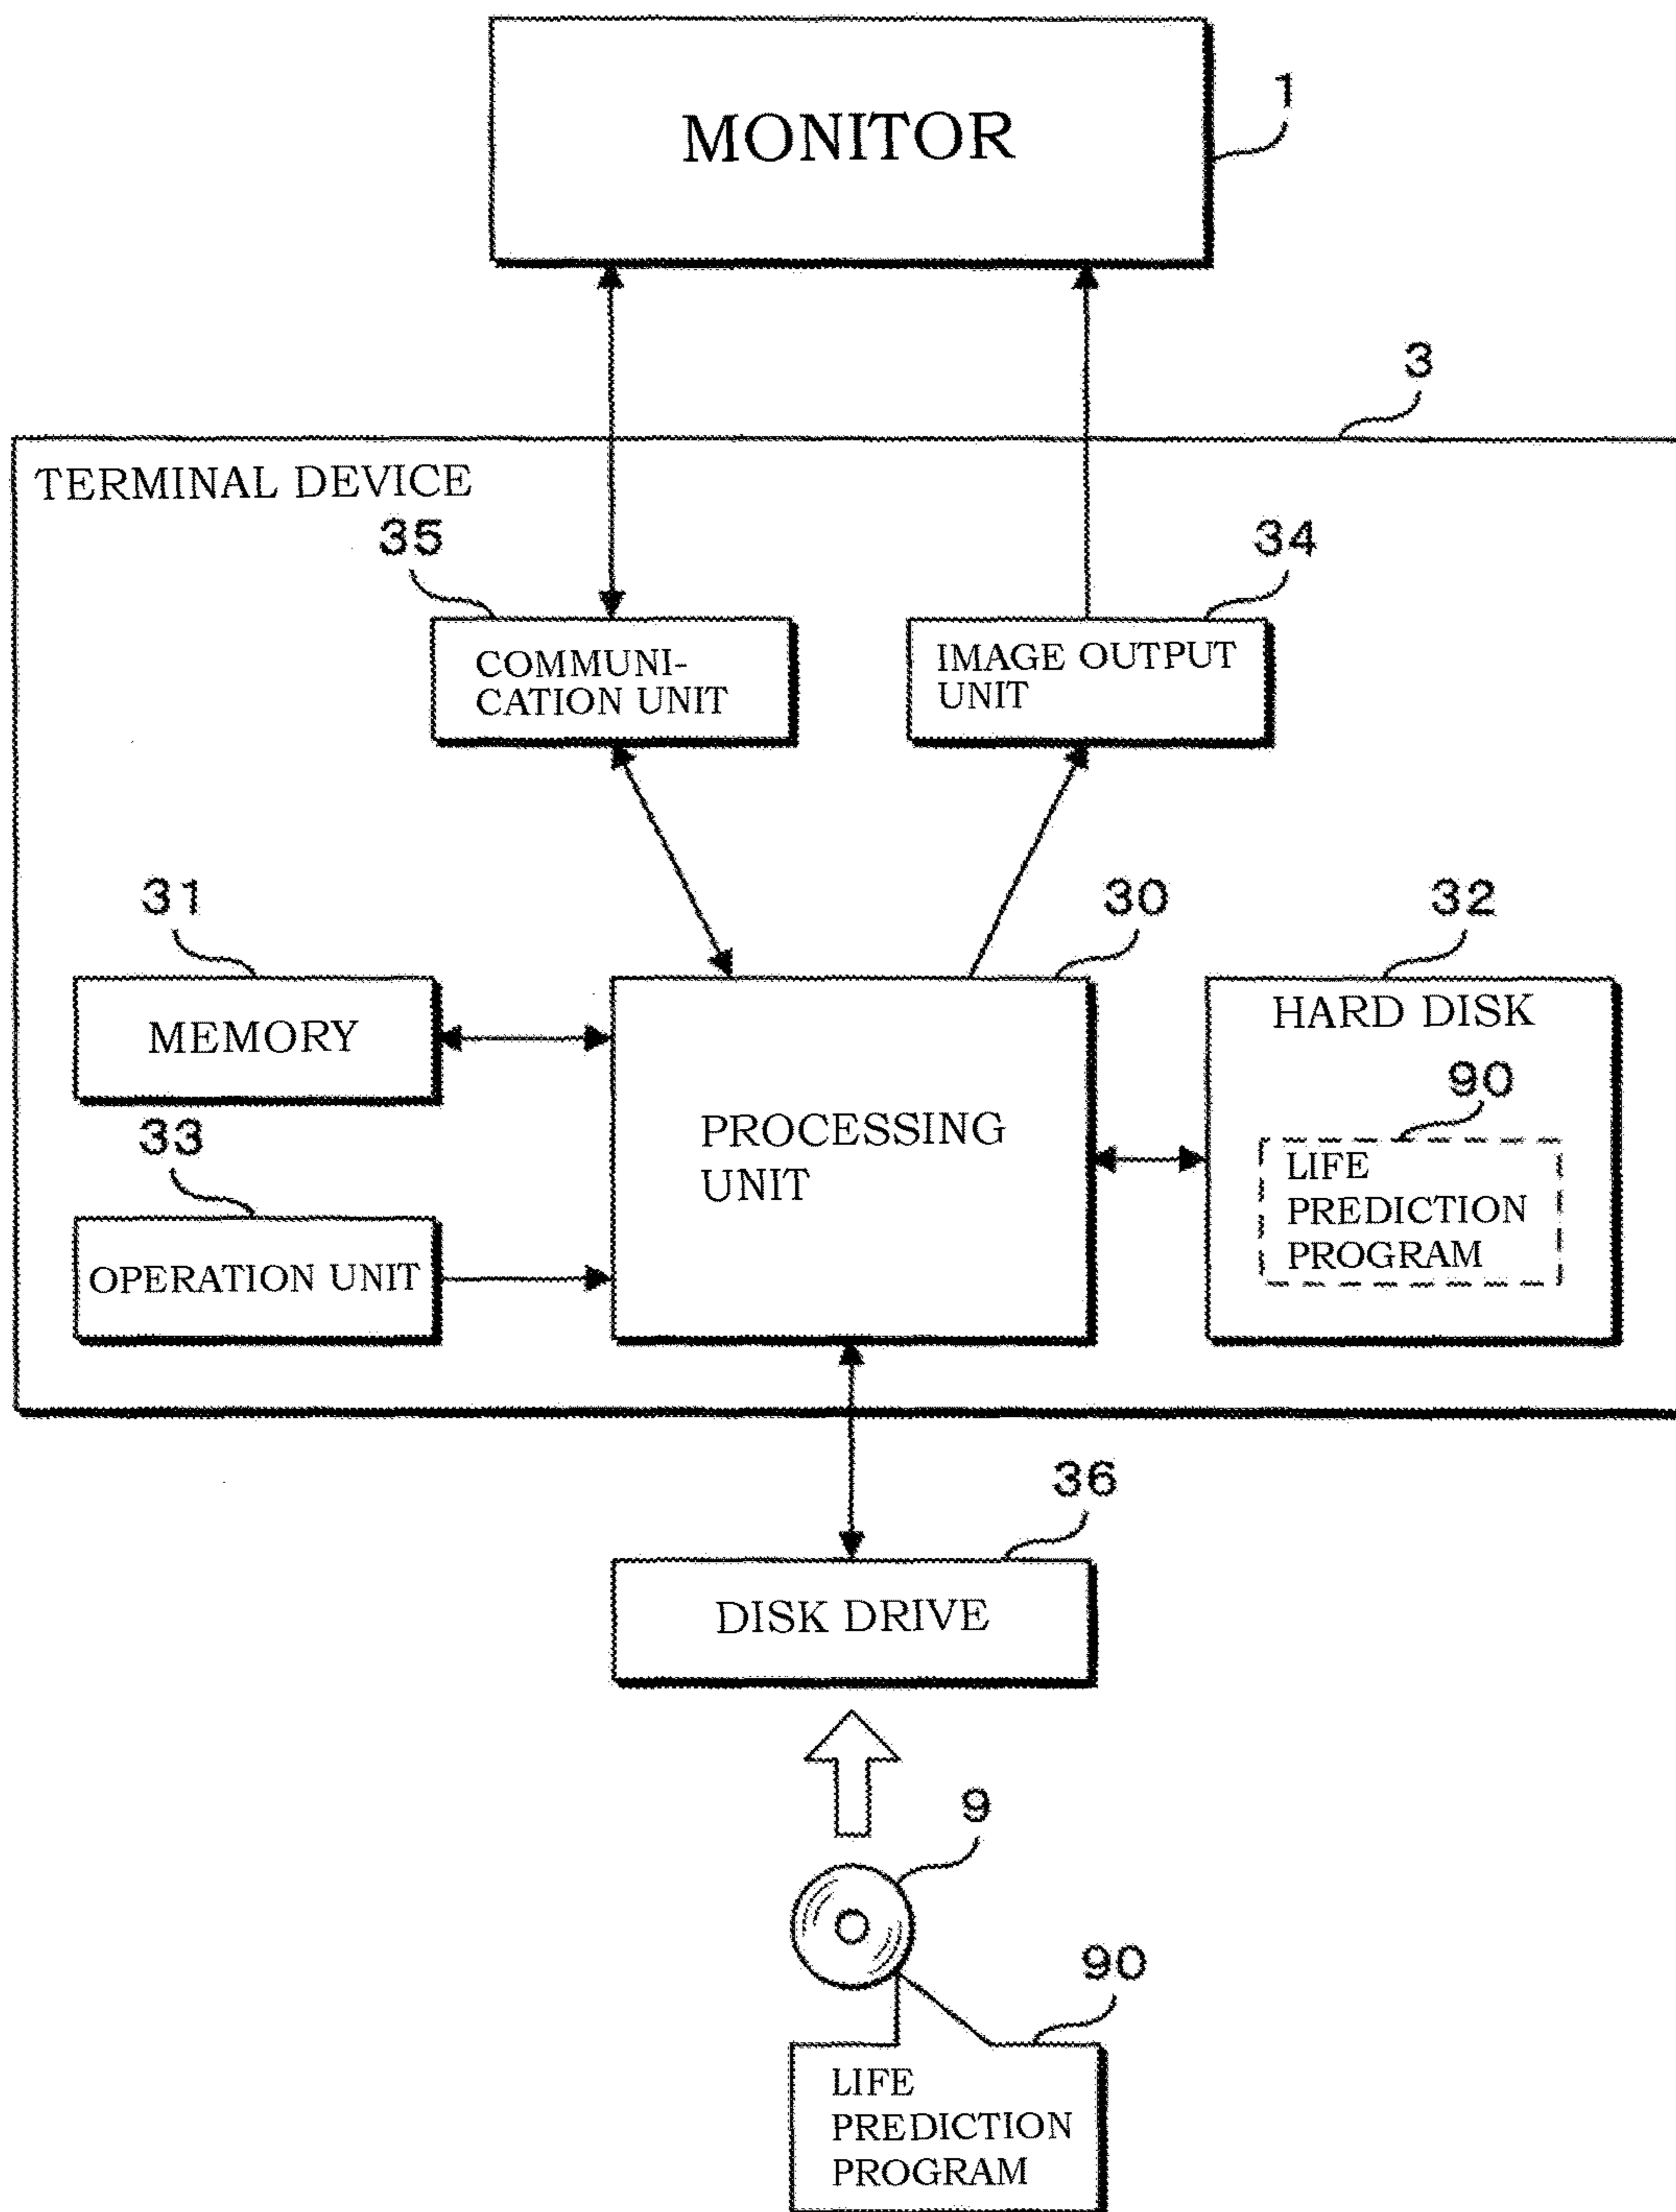 MONITOR
1
3
TERMINAL DEVICE
35
34
COMMUNI-
CATION UNIT
IMAGE OUTPUT
UNIT
31
30
32
MEMORY
HARD DISK
33
90
PROCESSING
UNIT
LIFE
PREDICTION
PROGRAM
OPERATION UNIT
36
DISK DRIVE
9
90
LIFE
PREDICTION
PROGRAM